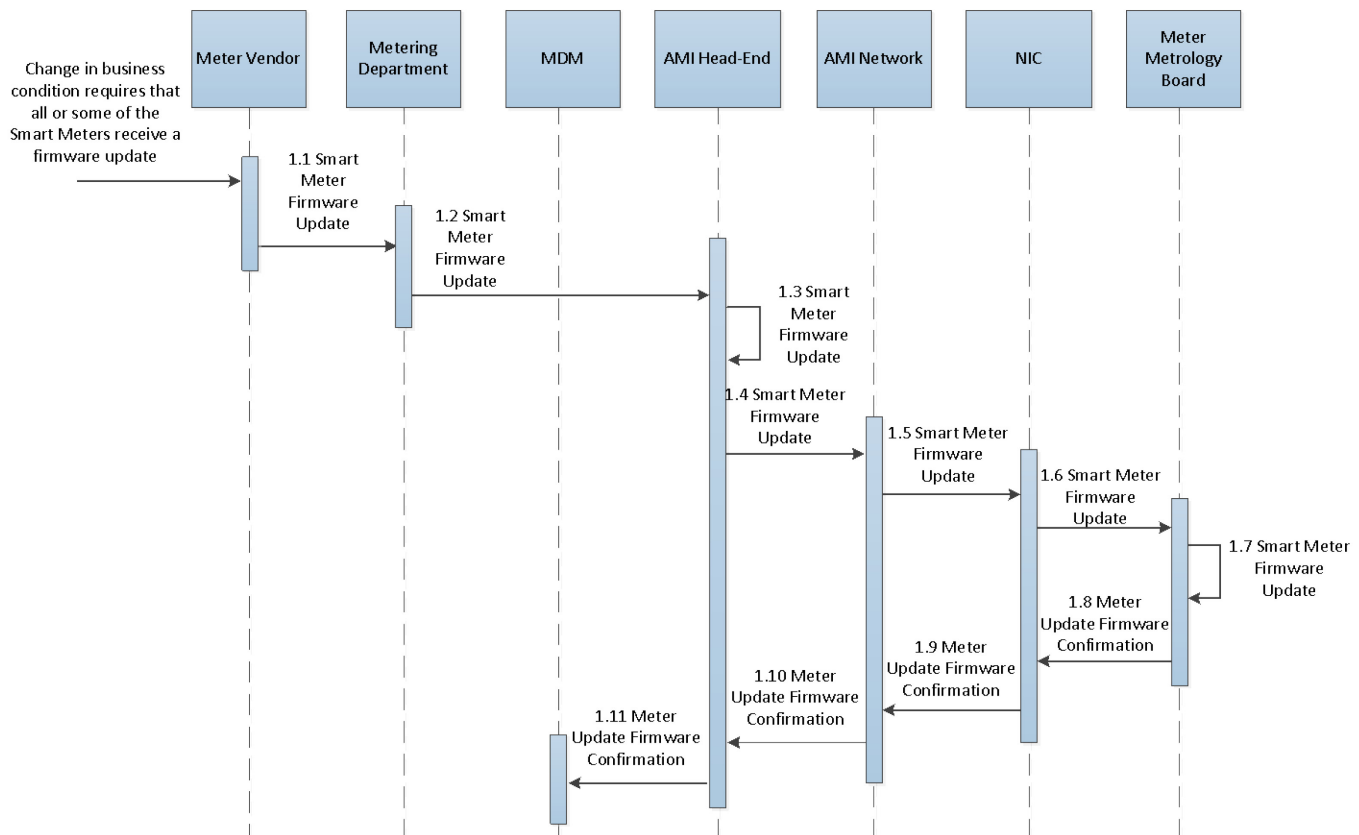 Meter Vendor
Metering
Department
MDM
AMI Head-End
AMI Network
NIC
Meter
Metrology
Board
Change in business
condition requires that
all or some of the
Smart Meters receive a
firmware update
1.1 Smart
Meter
Firmware
Update
1.2 Smart
Meter
Firmware
Update
1.3 Smart
Meter
Firmware
Update
1.4 Smart Meter
Firmware
Update
1.5 Smart Meter
Firmware
Update
1.6 Smart Meter
Firmware
Update
1.7 Smart Meter
Firmware
Update
1.8 Meter
Update Firmware
Confirmation
1.9 Meter
Update Firmware
Confirmation
1.10 Meter
Update Firmware
Confirmation
1.11 Meter
Update Firmware
Confirmation